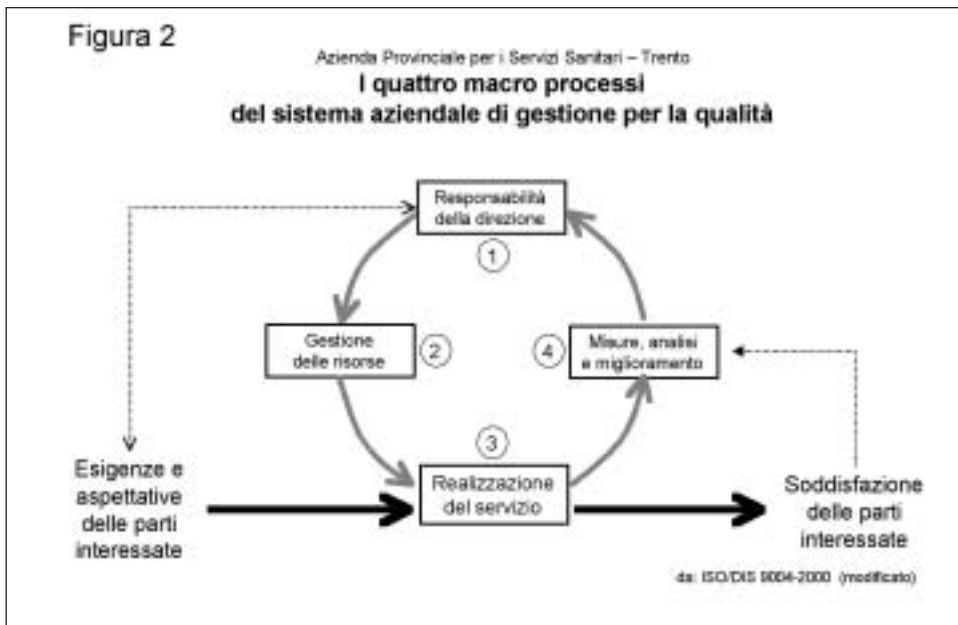 Figura 2
Azienda Provinciale per i Servizi Sanitari – Trento
I quattro macro processi
del sistema aziendale di gestione per la qualità
Responsabilità
della direzione
1
Gestione
delle risorse
2
4
Misure, analisi
e miglioramento
3
Realizzazione
del servizio
Esigenze e
aspettative
delle parti
interessate
Soddisfazione
delle parti
interessate
da: ISO/DIS 9004-2000 (modificato)